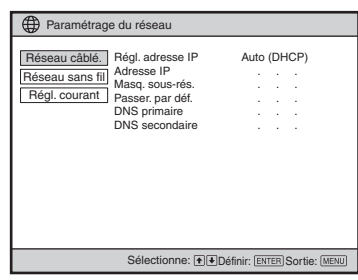 Paramétrage du réseau
Réseau câblé. Régl. adresse IP Auto (DHCP)
Réseau sans fil Adresse IP . . .
Masq. sous-rés. . . .
Régl. courant Passer. par déf. . . .
DNS primaire . . .
DNS secondaire . . .
Sélectionne: Définir: ENTER Sortie: MENU